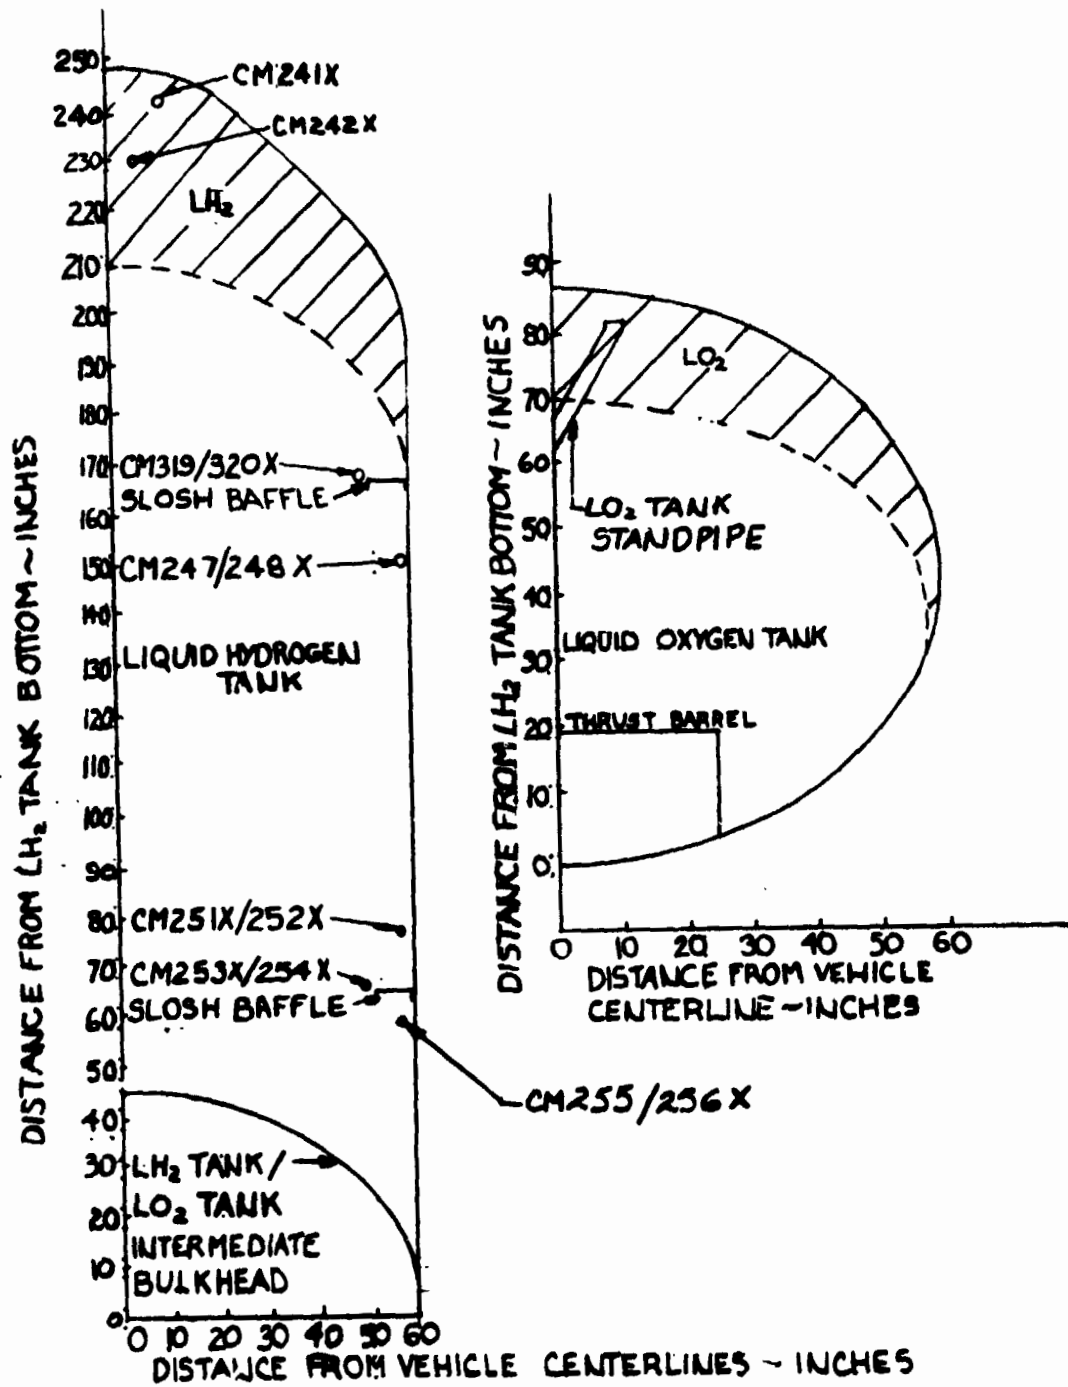 250
240
230
220
210
200
190
180
170
160
150
140
130
120
110
100
90
80
70
60
50
40
30
20
10
0
DISTANCE FROM LH₂ TANK BOTTOM ~ INCHES
CM241X
CM242X
LH₂
CM319/320X
SLOSH BAFFLE
CM247/248X
LIQUID HYDROGEN
TANK
CM251X/252X
CM253X/254X
SLOSH BAFFLE
CM255/256X
LH₂ TANK/
LO₂ TANK
INTERMEDIATE
BULKHEAD
0 10 20 30 40 50 60
DISTANCE FROM VEHICLE CENTERLINES ~ INCHES
90
80
70
60
50
40
30
20
10
0
DISTANCE FROM LH₂ TANK BOTTOM ~ INCHES
LO₂
LO₂ TANK
STANDPIPE
LIQUID OXYGEN TANK
THRUST BARREL
0 10 20 30 40 50 60
DISTANCE FROM VEHICLE
CENTERLINE ~ INCHES